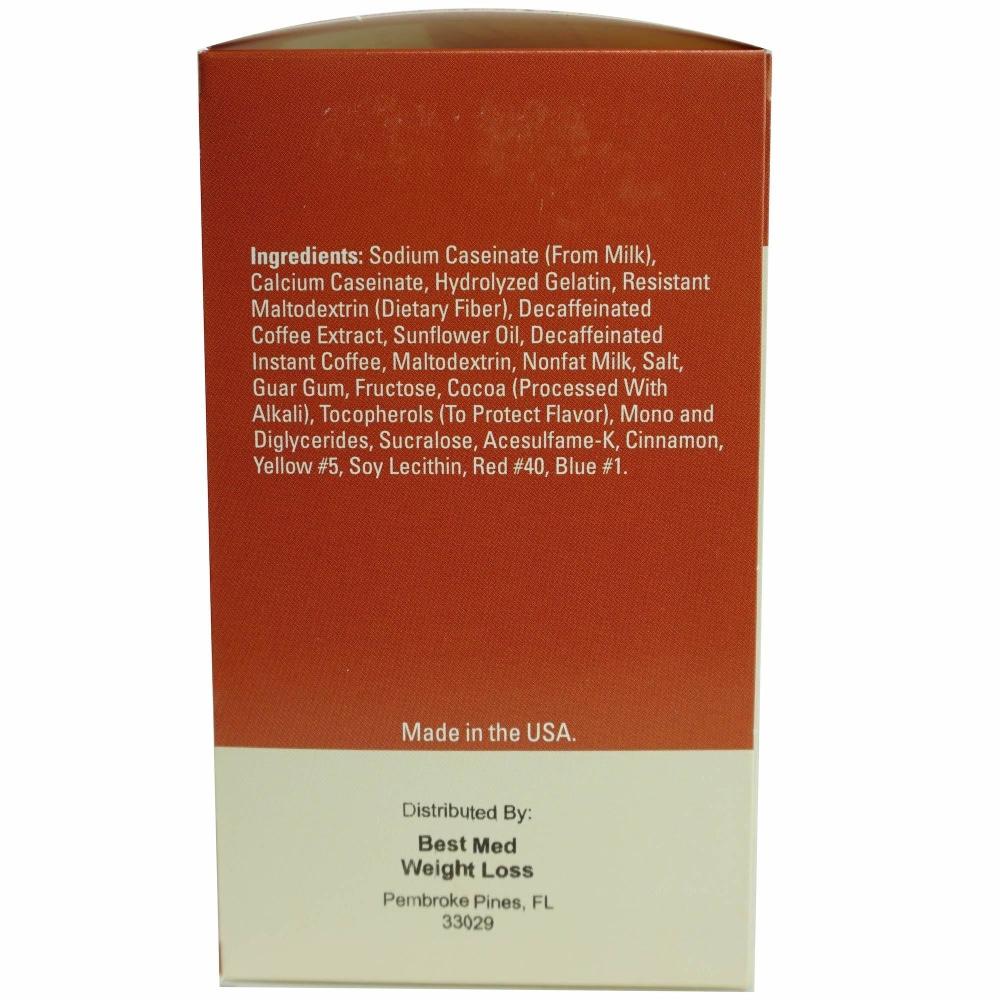 Ingredients: Sodium Caseinate (From Milk),
Calcium Caseinate, Hydrolyzed Gelatin, Resistant
Maltodextrin (Dietary Fiber), Decaffeinated
Coffee Extract, Sunflower Oil, Decaffeinated
Instant Coffee, Maltodextrin, Nonfat Milk, Salt,
Guar Gum, Fructose, Cocoa (Processed With
Alkali), Tocopherols (To Protect Flavor), Mono and
Diglycerides, Sucralose, Acesulfame-K, Cinnamon,
Yellow #5, Soy Lecithin, Red #40, Blue #1.
Made in the USA.
Distributed By:
Best Med
Weight Loss
Pembroke Pines, FL
33029